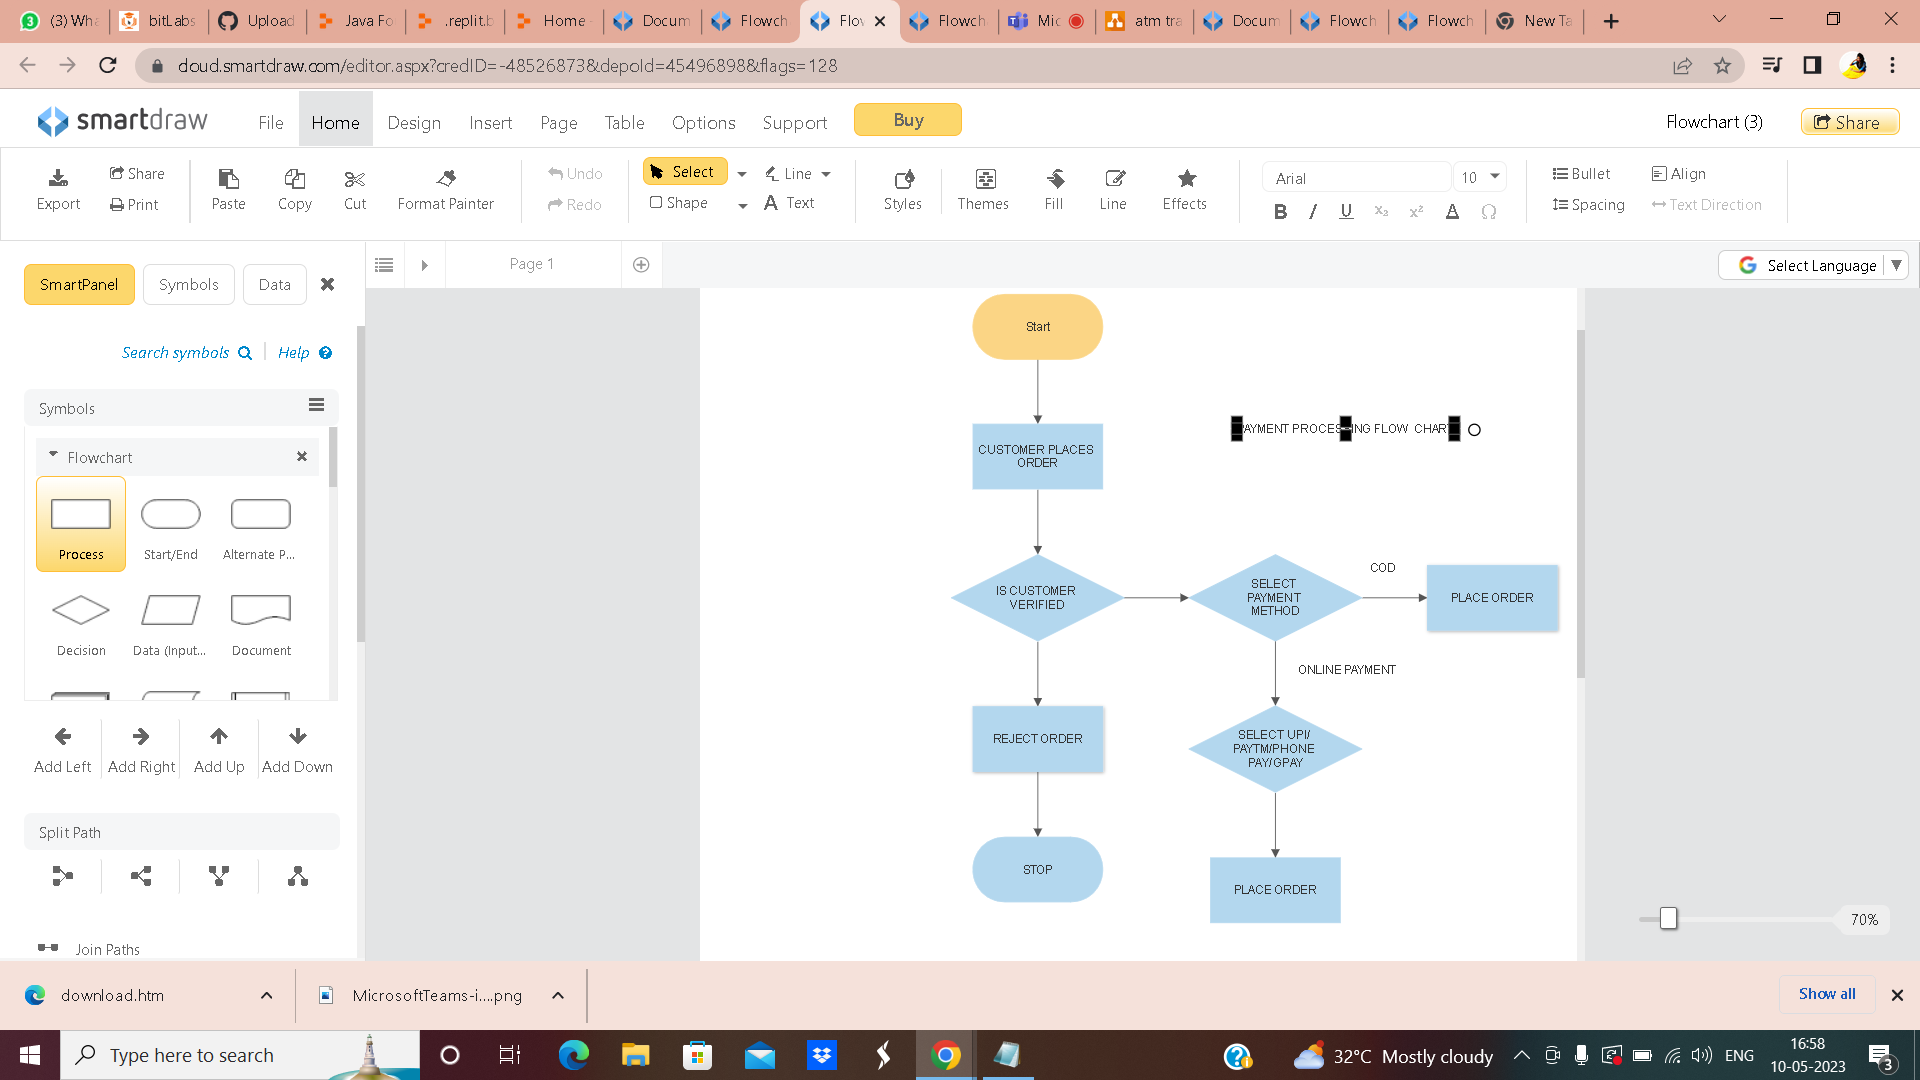 (3) Wha
bitLabs
Upload
Java Fo
.replit.b
Home -
Docum
Flowch
Flow
Flowch
Mic
atm tra
Docum
Flowch
Flowch
New Ta
cloud.smartdraw.com/editor.aspx?credID=-48526873&depoId=45496898&flags=128
smartdraw
File
Home
Design
Insert
Page
Table
Options
Support
Buy
Flowchart (3)
Share
Export
Share
Print
Paste
Copy
Cut
Format Painter
Undo
Redo
Select
Shape
Line
Text
Styles
Themes
Fill
Line
Effects
Arial
10
B I U x₂ x² A Ω
Bullet
Spacing
Align
Text Direction
SmartPanel
Symbols
Data
Page 1
Select Language
Search symbols
Help
Symbols
Flowchart
Process
Start/End
Alternate P...
Decision
Data (Input...
Document
Add Left
Add Right
Add Up
Add Down
Split Path
Join Paths
Start
CUSTOMER PLACES
ORDER
FLOW
IS CUSTOMER
VERIFIED
SELECT
PAYMENT
METHOD
COD
PLACE ORDER
ONLINE PAYMENT
REJECT ORDER
SELECT UPI/
PAYTM/PHONE
PAY/GPAY
STOP
PLACE ORDER
70%
download.htm
MicrosoftTeams-i....png
Show all
Type here to search
32°C Mostly cloudy
ENG
16:58
10-05-2023
3